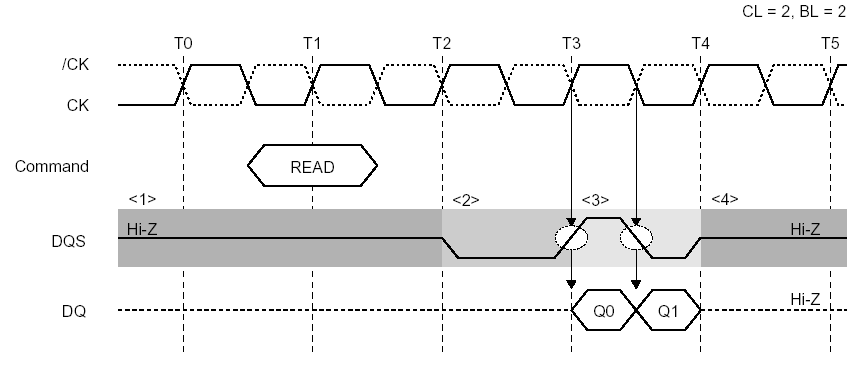 CL = 2, BL = 2
T0 T1 T2 T3 T4 T5
/CK
CK
Command READ
<1> <2> <3> <4>
Hi-Z Hi-Z
DQS
Hi-Z
DQ Q0 Q1